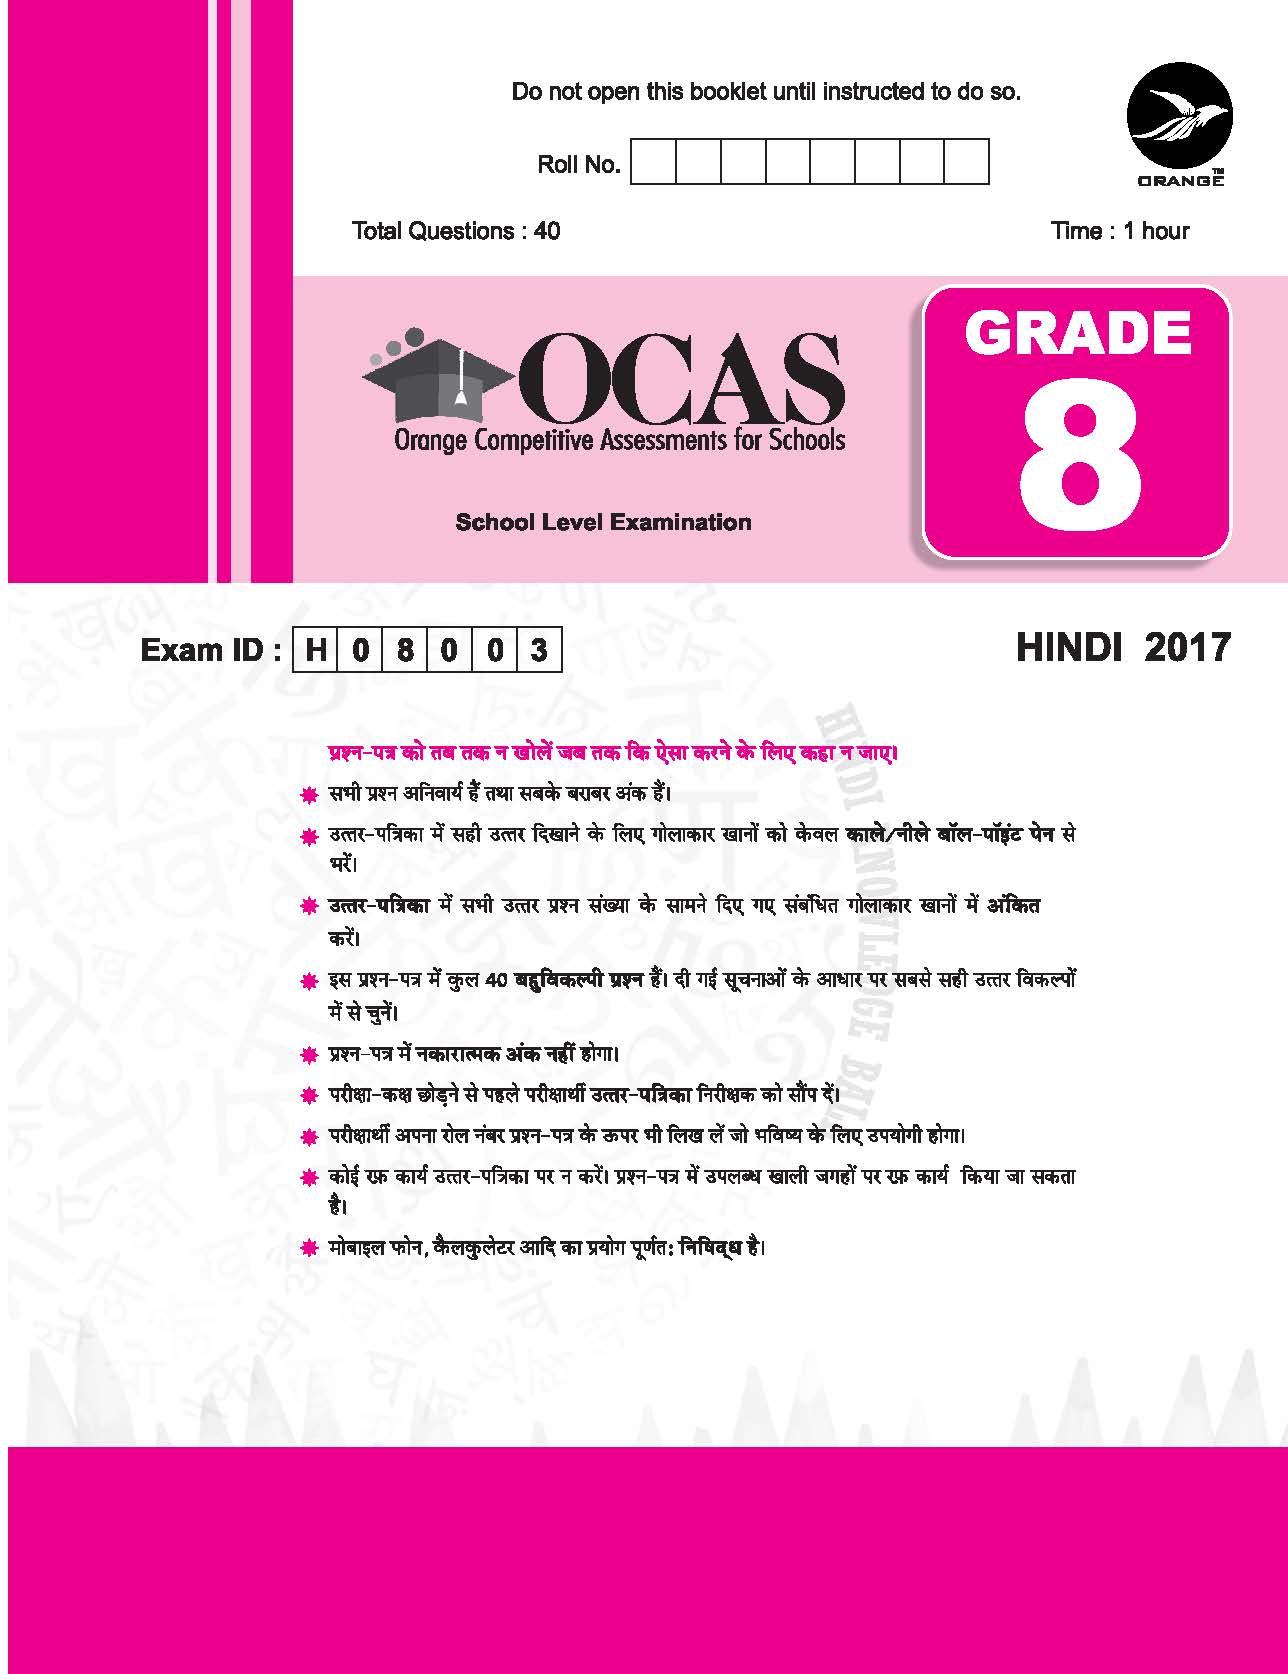 Do not open this booklet until instructed to do so.
Roll No.
ORANGE™
Total Questions : 40
Time : 1 hour
OCAS
Orange Competitive Assessments for Schools
School Level Examination
GRADE
8
Exam ID : H 0 8 0 0 3
HINDI 2017
प्रश्न-पत्र को तब तक न खोलें जब तक कि ऐसा करने के लिए कहा न जाए।
सभी प्रश्न अनिवार्य हैं तथा सबके बराबर अंक हैं।
उत्तर-पत्रिका में सही उत्तर दिखाने के लिए गोलाकार खानों को केवल काले/नीले बॉल-पॉइंट पेन से
भरें।
उत्तर-पत्रिका में सभी उत्तर प्रश्न संख्या के सामने दिए गए संबंधित गोलाकार खानों में अंकित
करें।
इस प्रश्न-पत्र में कुल 40 बहुविकल्पी प्रश्न हैं। दी गई सूचनाओं के आधार पर सबसे सही उत्तर विकल्पों
में से चुनें।
प्रश्न-पत्र में नकारात्मक अंक नहीं होगा।
परीक्षा-कक्ष छोड़ने से पहले परीक्षार्थी उत्तर-पत्रिका निरीक्षक को सौंप दें।
परीक्षार्थी अपना रोल नंबर प्रश्न-पत्र के ऊपर भी लिख लें जो भविष्य के लिए उपयोगी होगा।
कोई रफ़ कार्य उत्तर-पत्रिका पर न करें। प्रश्न-पत्र में उपलब्ध खाली जगहों पर रफ़ कार्य किया जा सकता
है।
मोबाइल फोन, कैलकुलेटर आदि का प्रयोग पूर्णत: निषिद्ध है।